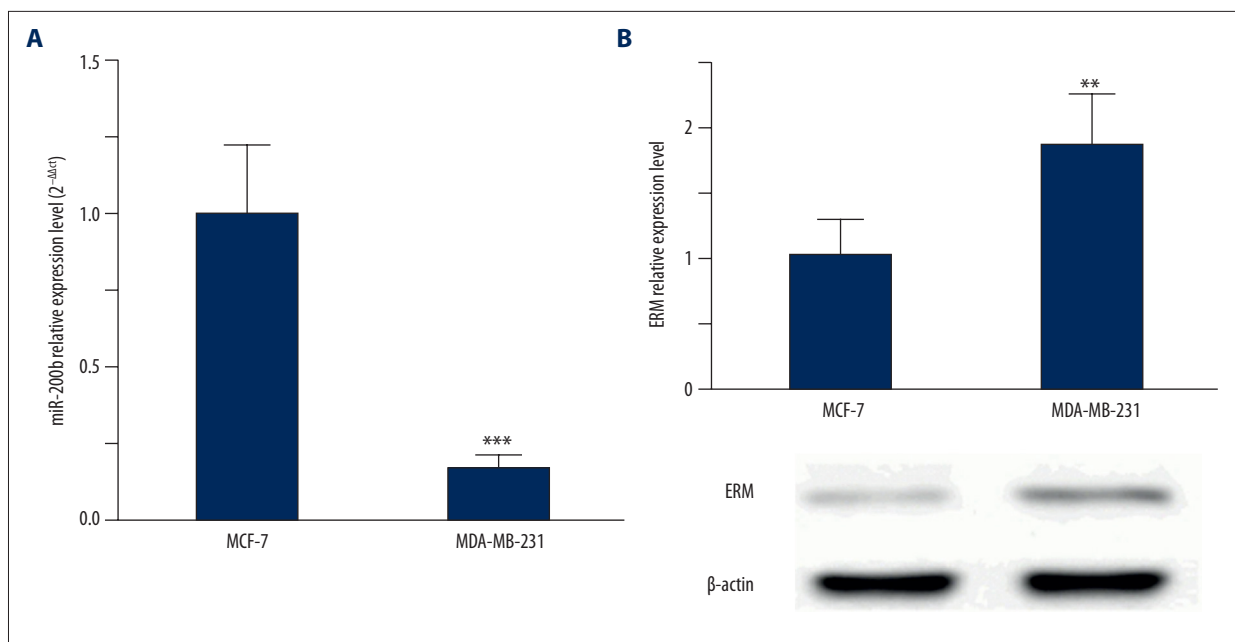 A
miR-200b relative expression level (2⁻ΔΔct)
1.5
1.0
0.5
0.0
***
MCF-7
MDA-MB-231
B
ERM relative expression level
2
1
0
**
MCF-7
MDA-MB-231
ERM
β-actin